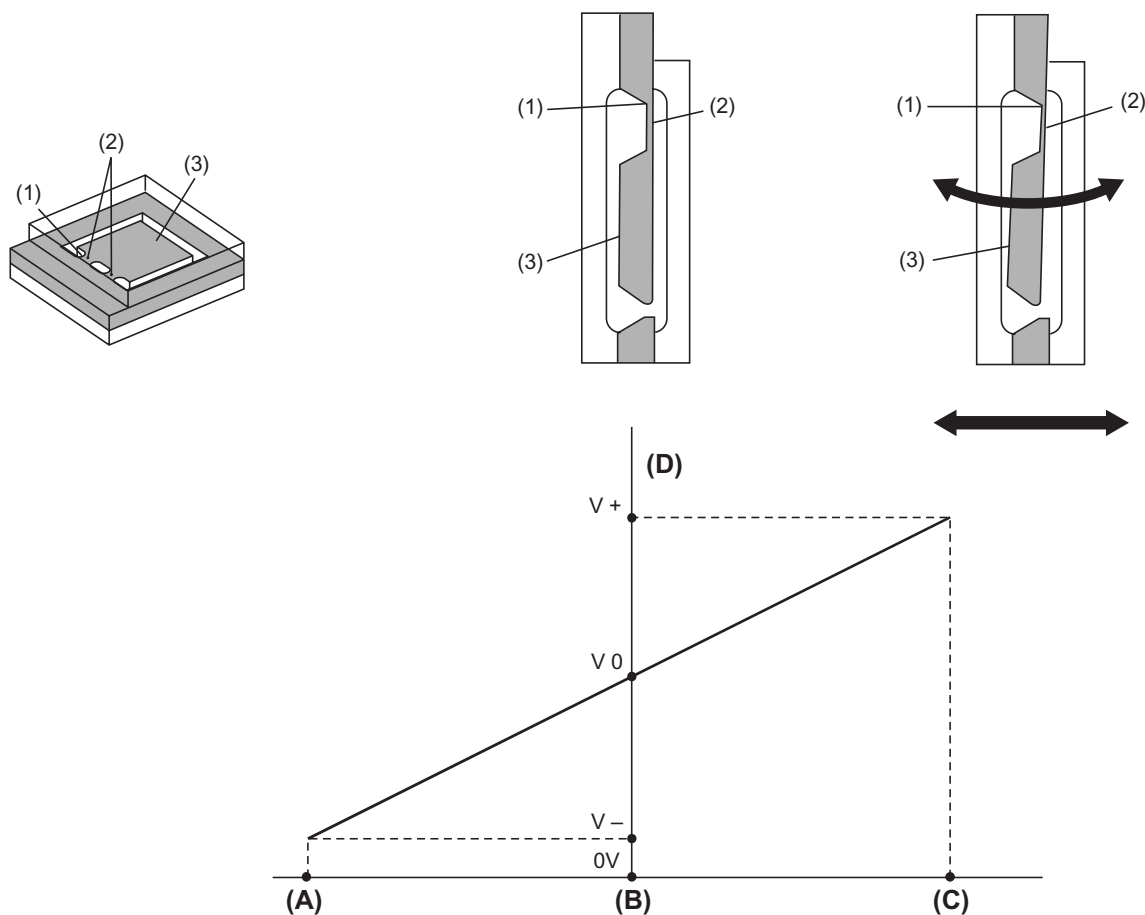 (1)
(2)
(3)
(1)
(2)
(3)
(1)
(2)
(3)
(D)
V +
V 0
V –
0V
(A)
(B)
(C)